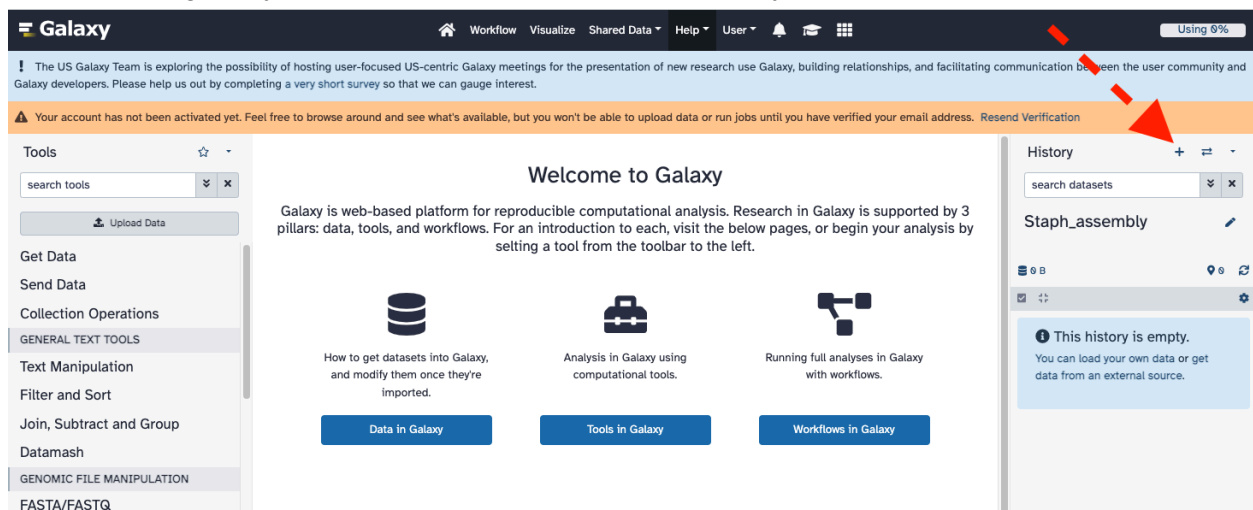 Galaxy
Workflow Visualize Shared Data Help User
Using 0%
! The US Galaxy Team is exploring the possibility of hosting user-focused US-centric Galaxy meetings for the presentation of new research use Galaxy, building relationships, and facilitating communication between the user community and
Galaxy developers. Please help us out by completing a very short survey so that we can gauge interest.
Your account has not been activated yet. Feel free to browse around and see what's available, but you won't be able to upload data or run jobs until you have verified your email address. Resend Verification
Tools
search tools
Upload Data
Get Data
Send Data
Collection Operations
GENERAL TEXT TOOLS
Text Manipulation
Filter and Sort
Join, Subtract and Group
Datamash
GENOMIC FILE MANIPULATION
FASTA/FASTQ
Welcome to Galaxy
Galaxy is web-based platform for reproducible computational analysis. Research in Galaxy is supported by 3
pillars: data, tools, and workflows. For an introduction to each, visit the below pages, or begin your analysis by
selting a tool from the toolbar to the left.
How to get datasets into Galaxy,
and modify them once they're
imported.
Data in Galaxy
Analysis in Galaxy using
computational tools.
Tools in Galaxy
Running full analyses in Galaxy
with workflows.
Workflows in Galaxy
History
search datasets
Staph_assembly
0 B
0
This history is empty.
You can load your own data or get
data from an external source.